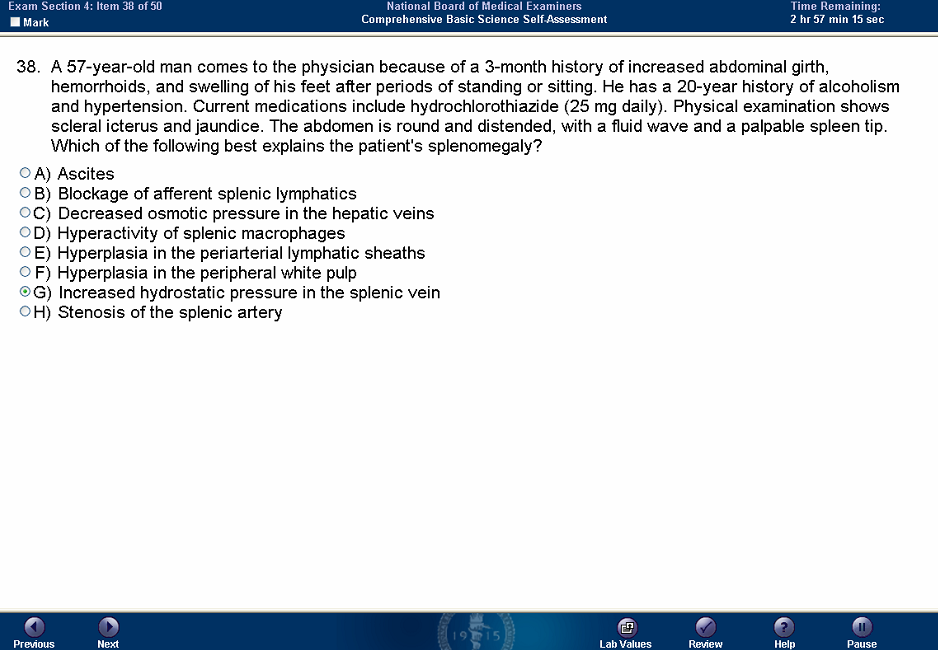 Exam Section 4: Item 38 of 50
National Board of Medical Examiners
Time Remaining:
Mark
Comprehensive Basic Science Self-Assessment
2 hr 57 min 15 sec
38. A 57-year-old man comes to the physician because of a 3-month history of increased abdominal girth,
hemorrhoids, and swelling of his feet after periods of standing or sitting. He has a 20-year history of alcoholism
and hypertension. Current medications include hydrochlorothiazide (25 mg daily). Physical examination shows
scleral icterus and jaundice. The abdomen is round and distended, with a fluid wave and a palpable spleen tip.
Which of the following best explains the patient's splenomegaly?
A) Ascites
B) Blockage of afferent splenic lymphatics
C) Decreased osmotic pressure in the hepatic veins
D) Hyperactivity of splenic macrophages
E) Hyperplasia in the periarterial lymphatic sheaths
F) Hyperplasia in the peripheral white pulp
G) Increased hydrostatic pressure in the splenic vein
H) Stenosis of the splenic artery
19 15
Previous
Next
Lab Values
Review
Help
Pause